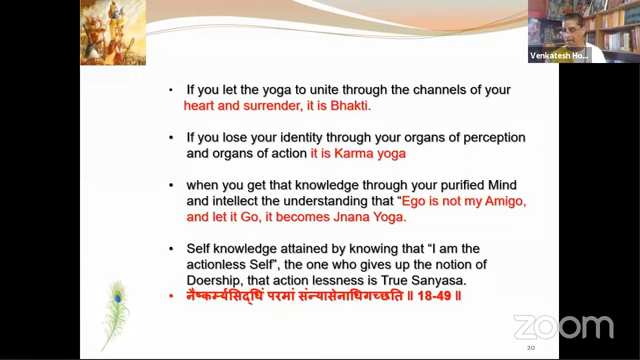 Venkatesh Ho...
• If you let the yoga to unite through the channels of your
heart and surrender, it is Bhakti.
• If you lose your identity through your organs of perception
and organs of action it is Karma yoga
• when you get that knowledge through your purified Mind
and intellect the understanding that “Ego is not my Amigo,
and let it Go, it becomes Jnana Yoga.
• Self knowledge attained by knowing that “I am the
actionless Self”, the one who gives up the notion of
Doership, that action lessness is True Sanyasa.
• नैष्कर्म्यसिद्धिं परमां संन्यासेनाधिगच्छति ॥ 18-49 ॥
zoom
20